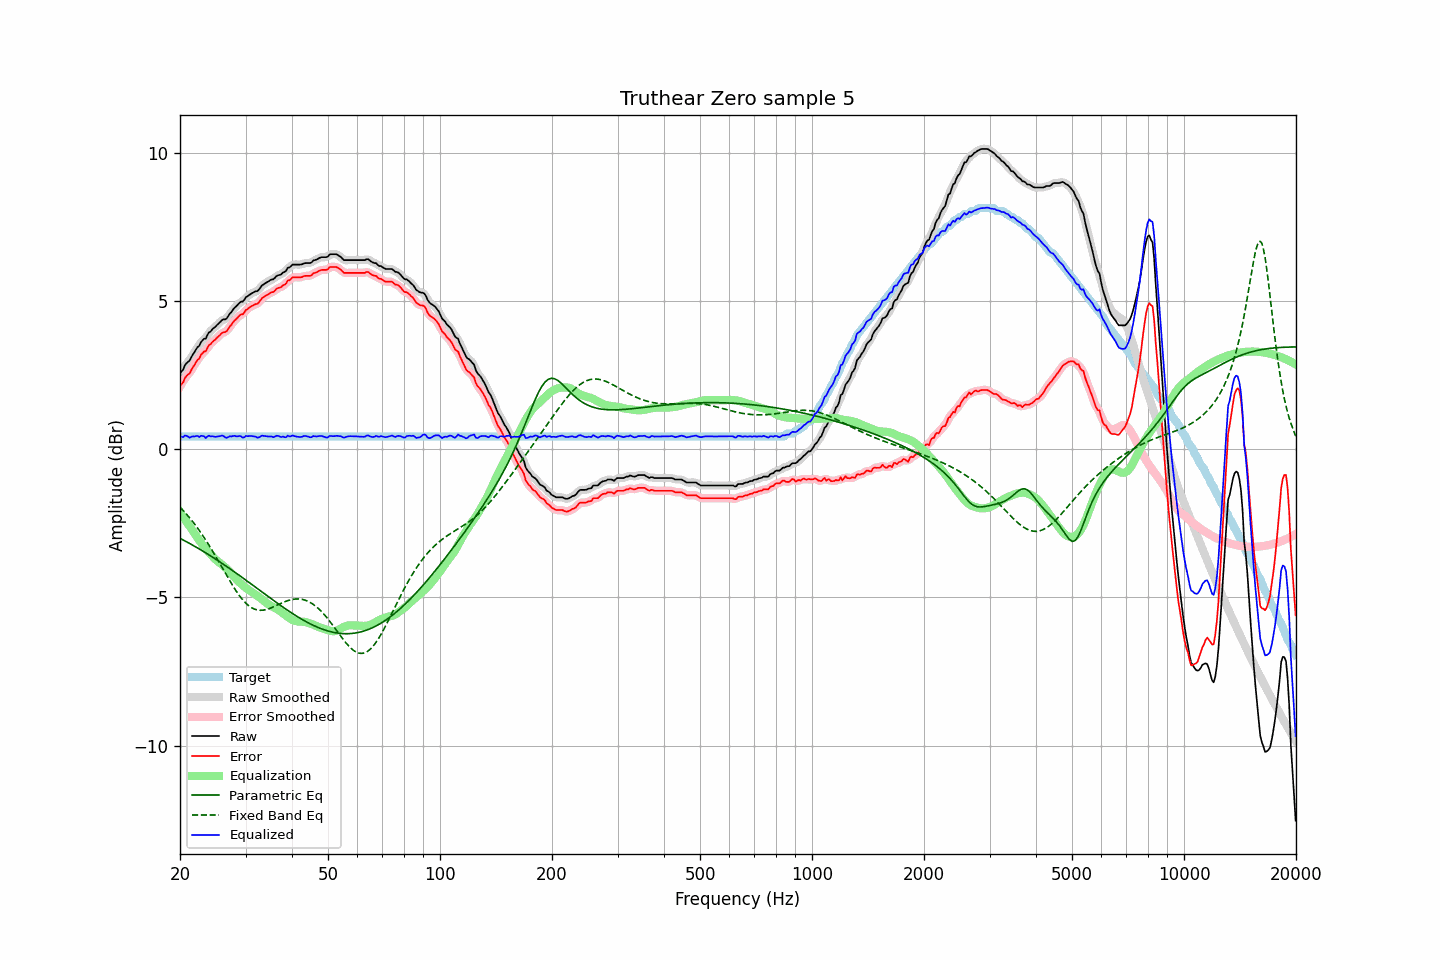 Truthear Zero sample 5
Amplitude (dBr)
10
5
0
−5
−10
Target
Raw Smoothed
Error Smoothed
Raw
Error
Equalization
Parametric Eq
Fixed Band Eq
Equalized
20 50 100 200 500 1000 2000 5000 10000 20000
Frequency (Hz)